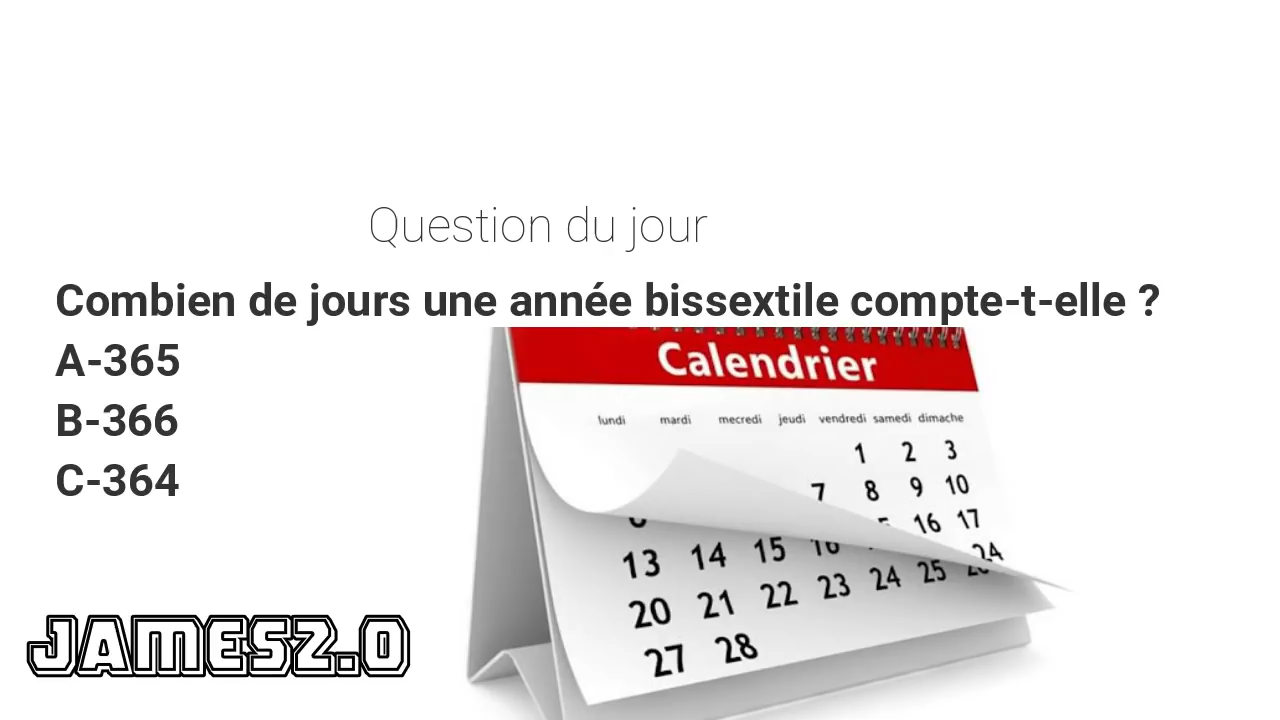 Question du jour
Combien de jours une année bissextile compte-t-elle ?
A-365
B-366
C-364
Calendrier
lundi mardi mecredi jeudi vendredi samedi dimache
1 2 3
7 8 9 10
16 17
13 14 15 16 24
20 21 22 23 24 25
27 28
JAMES2.0